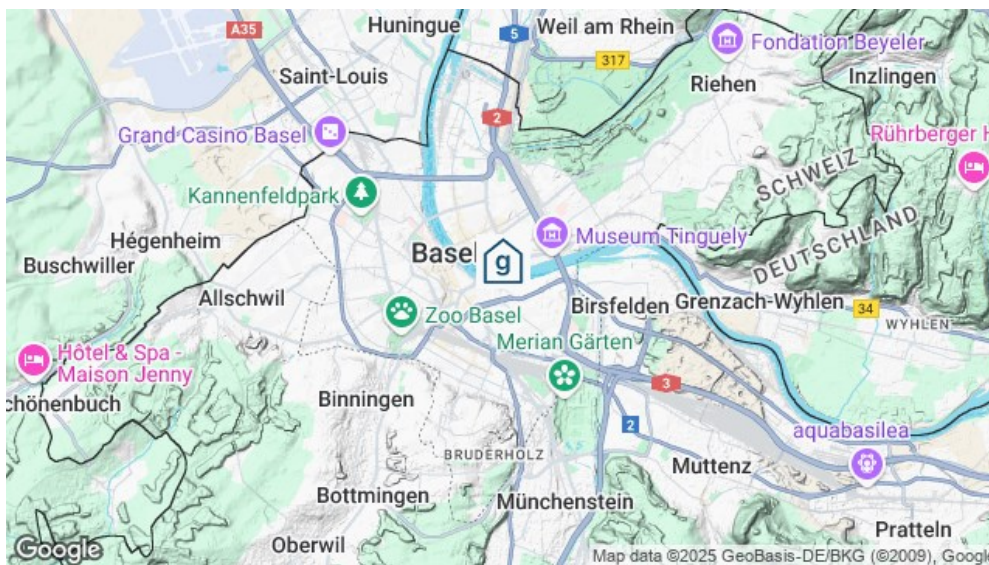 Huningue
Weil am Rhein
A35
5
317
Fondation Beyeler
Saint-Louis
Riehen
Inzlingen
2
Grand Casino Basel
Rührberger H
SCHWEIZ
Kannenfeldpark
Hégenheim
Museum Tinguely
DEUTSCHLAND
Buschwiller
Basel
g
Allschwil
Birsfelden
Grenzach-Wyhlen
34
Zoo Basel
WYHLEN
Merian Gärten
Hôtel & Spa -
Maison Jenny
3
chönenbuch
Binningen
2
aquabasilea
BRUDERHOLZ
Muttenz
Bottmingen
Münchenstein
Pratteln
Oberwil
Google
Map data ©2025 GeoBasis-DE/BKG (©2009), Google